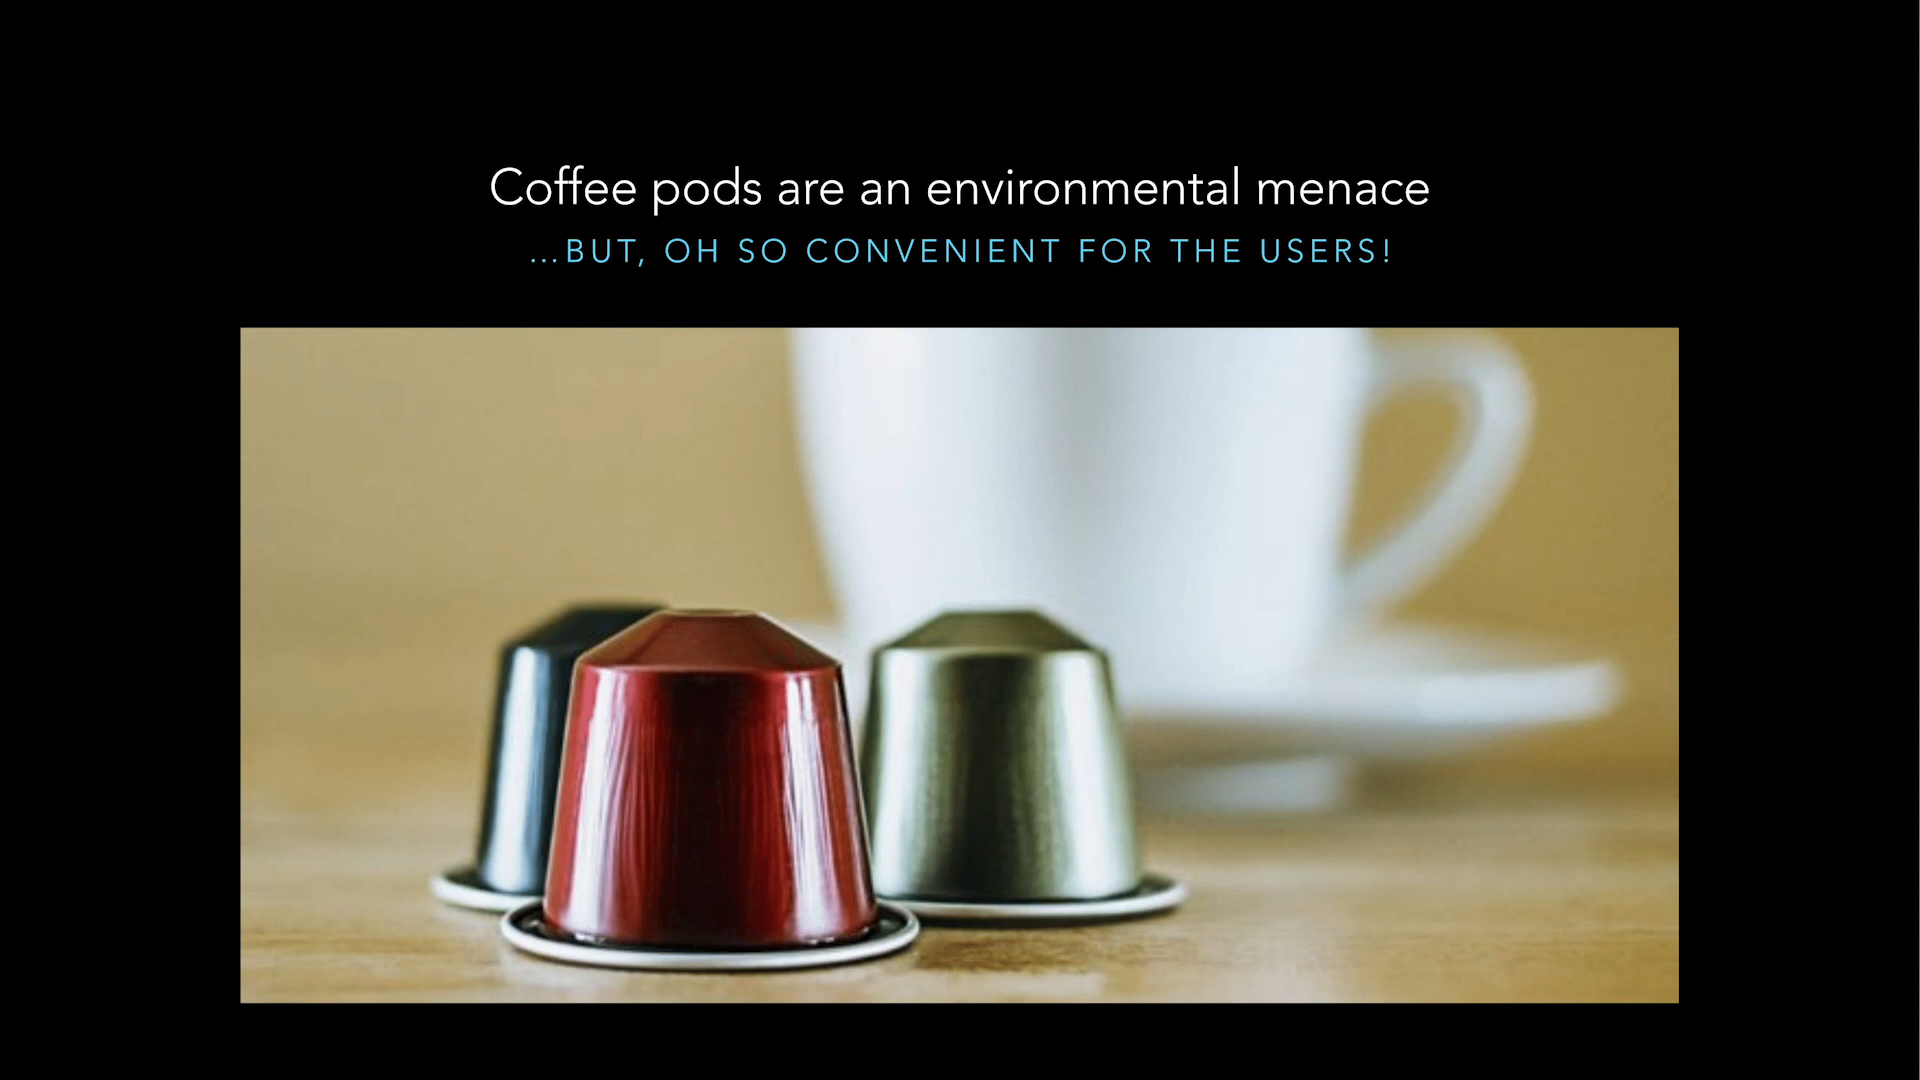 Coffee pods are an environmental menace
...BUT, OH SO CONVENIENT FOR THE USERS!